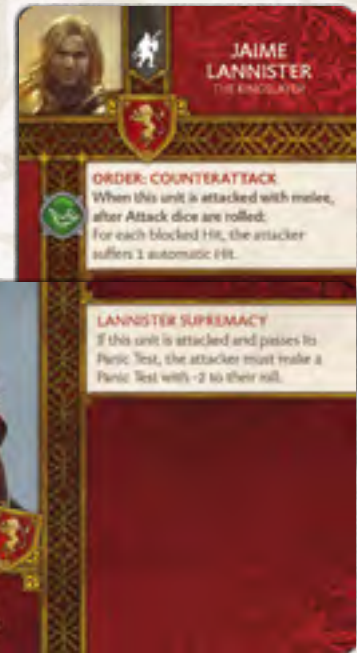 JAIME
LANNISTER
THE KINGSLAYER
ORDER: COUNTERATTACK
When this unit is attacked with melee,
after Attack dice are rolled:
For each blocked Hit, the attacker
suffers 1 automatic Hit.
LANNISTER SUPREMACY
If this unit is attacked and passes its
Panic Test, the attacker must make a
Panic Test with -2 to their roll.